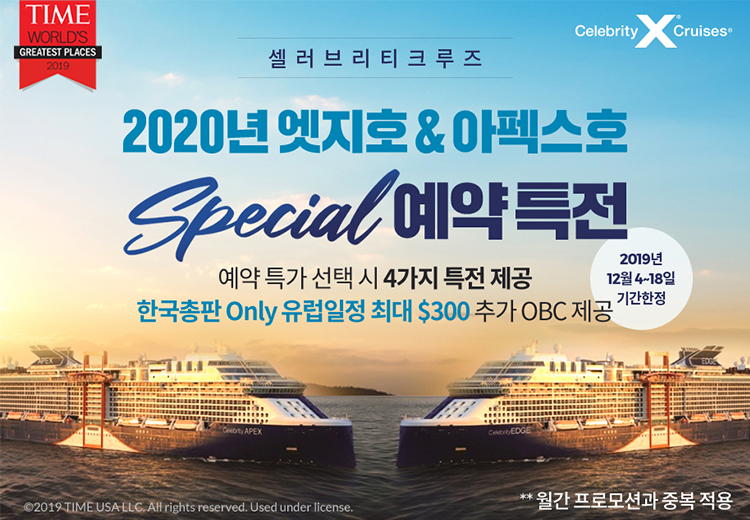 TIME
WORLD'S
GREATEST PLACES
2019
Celebrity X Cruises®
셀러브리티크루즈
2020년 엣지호 & 아펙스호
Special 예약 특전
예약 특가 선택 시 4가지 특전 제공
한국총판 Only 유럽일정 최대 $300 추가 OBC 제공
2019년
12월 4~18일
기간한정
EDGE
Celebrity APEX
Celebrity EDGE
©2019 TIME USA LLC. All rights reserved. Used under license.
** 월간 프로모션과 중복 적용